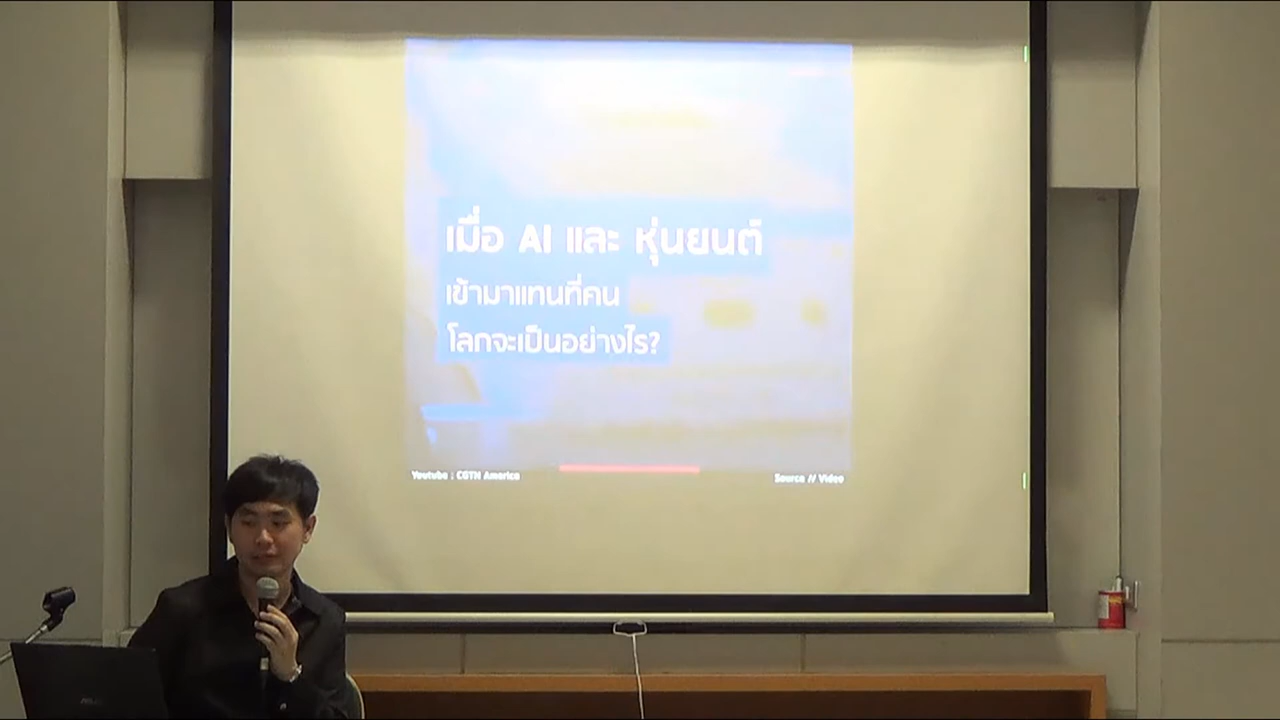 เมื่อ AI และ หุ่นยนต์
เข้ามาแทนที่คน
โลกจะเป็นอย่างไร?
Youtube : CGTN America
Source // Video